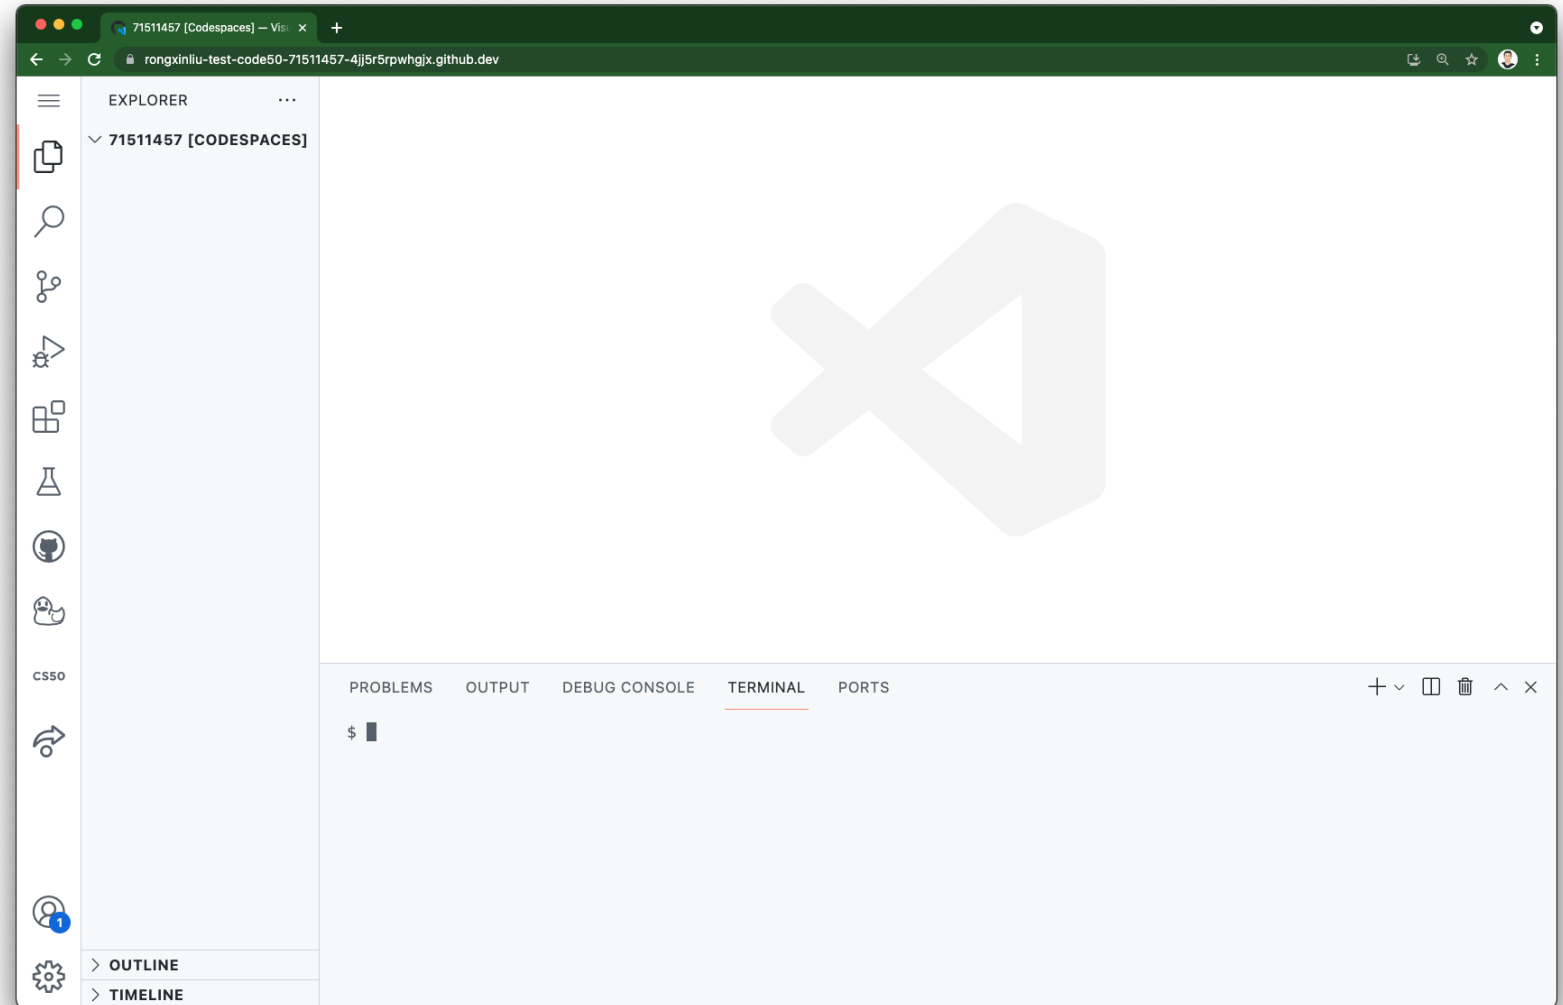 71511457 [Codespaces] — Visu
rongxinliu-test-code50-71511457-4jj5r5rpwhgjx.github.dev
EXPLORER
71511457 [CODESPACES]
CS50
1
OUTLINE
TIMELINE
PROBLEMS OUTPUT DEBUG CONSOLE TERMINAL PORTS
$